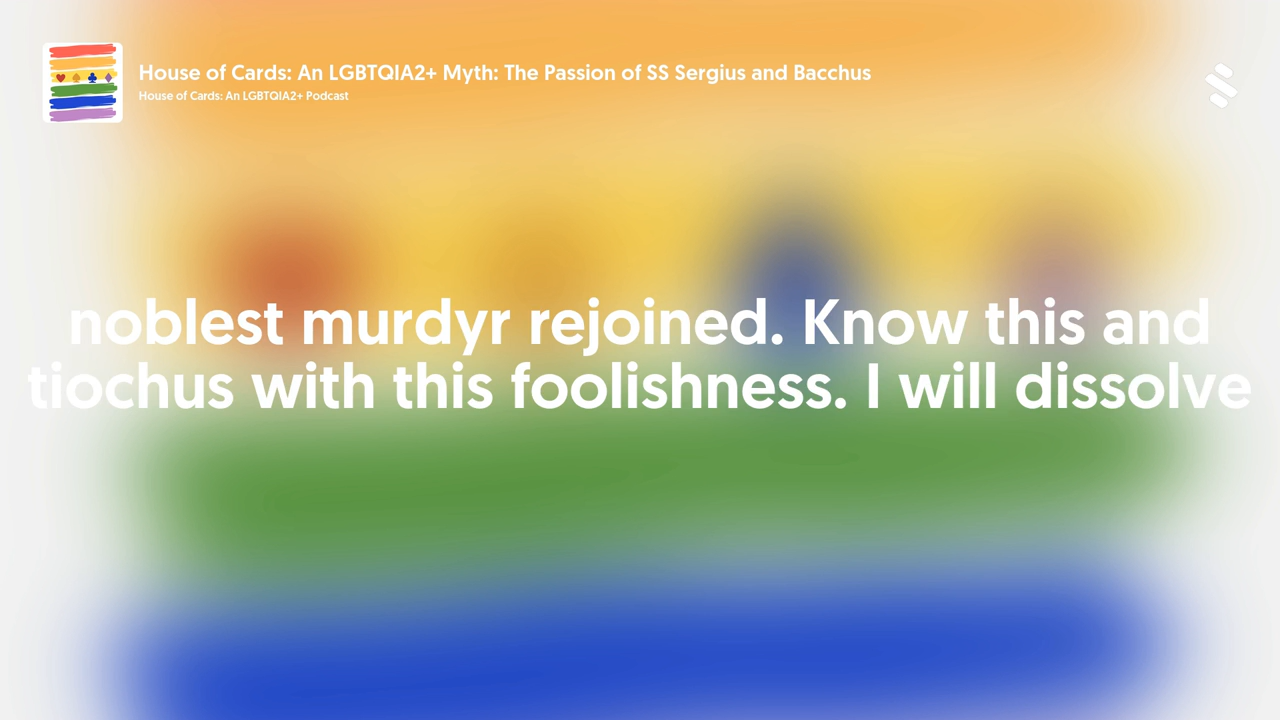 House of Cards: An LGBTQIA2+ Myth: The Passion of SS Sergius and Bacchus
House of Cards: An LGBTQIA2+ Podcast
noblest murdyr rejoined. Know this and
tiochus with this foolishness. I will dissolve